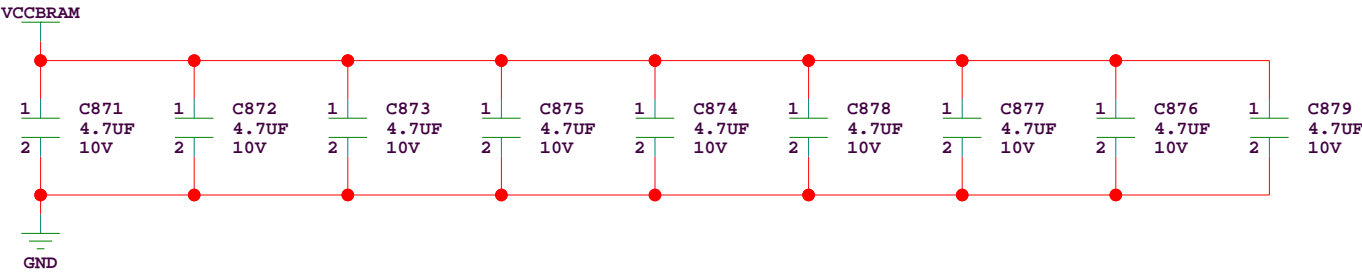 VCCBRAM
1 C871 1 C872 1 C873 1 C875 1 C874 1 C878 1 C877 1 C876 1 C879
4.7UF 4.7UF 4.7UF 4.7UF 4.7UF 4.7UF 4.7UF 4.7UF 4.7UF
2 10V 2 10V 2 10V 2 10V 2 10V 2 10V 2 10V 2 10V 2 10V
GND